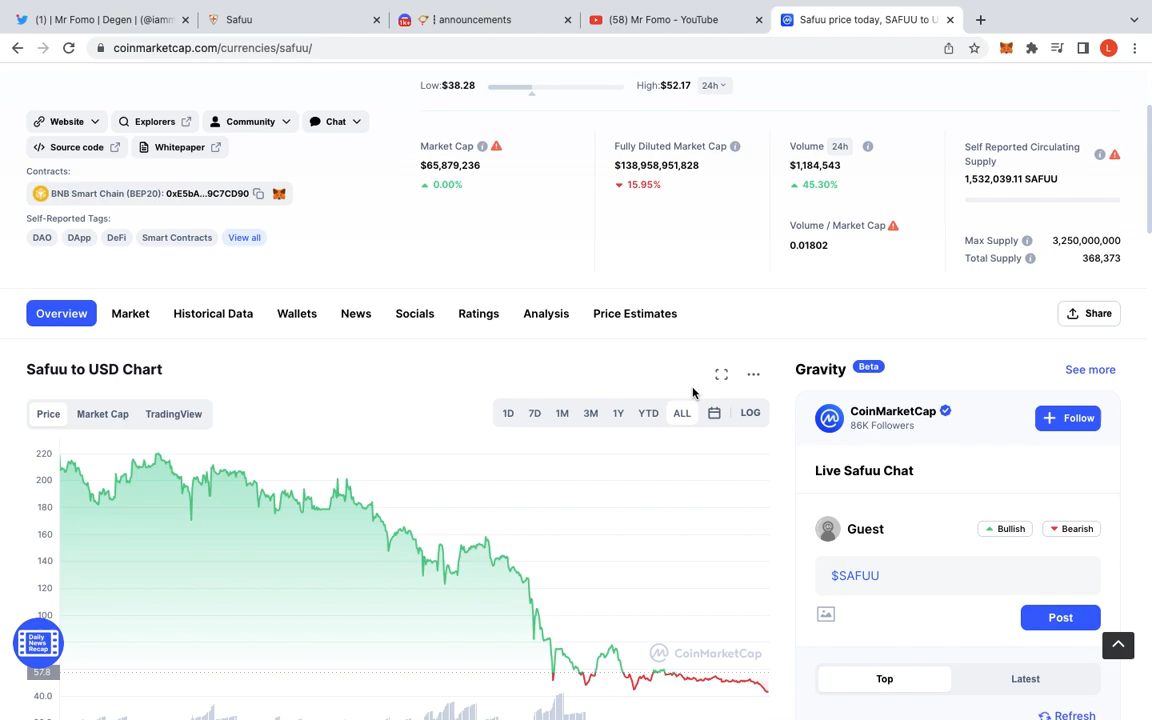 (1) | Mr Fomo | Degen | (@iamm
Safuu
| announcements
(58) Mr Fomo - YouTube
Safuu price today, SAFUU to U
coinmarketcap.com/currencies/safuu/
L
Low:$38.28
High:$52.17
24h
Website
Explorers
Community
Chat
Source code
Whitepaper
Contracts:
BNB Smart Chain (BEP20): 0xE5bA...9C7CD90
Self-Reported Tags:
DAO
DApp
DeFi
Smart Contracts
View all
Market Cap
$65,879,236
0.00%
Fully Diluted Market Cap
$138,958,951,828
15.95%
Volume 24h
$1,184,543
45.30%
Volume / Market Cap
0.01802
Self Reported Circulating
Supply
1,532,039.11 SAFUU
Max Supply 3,250,000,000
Total Supply 368,373
Overview
Market
Historical Data
Wallets
News
Socials
Ratings
Analysis
Price Estimates
Share
Safuu to USD Chart
Price
Market Cap
TradingView
1D
7D
1M
3M
1Y
YTD
ALL
LOG
220
200
180
160
140
120
100
57.8
40.0
CoinMarketCap
Daily
News
Recap
Gravity Beta
See more
CoinMarketCap
86K Followers
Follow
Live Safuu Chat
Guest
Bullish
Bearish
$SAFUU
Post
Top
Latest
Refresh